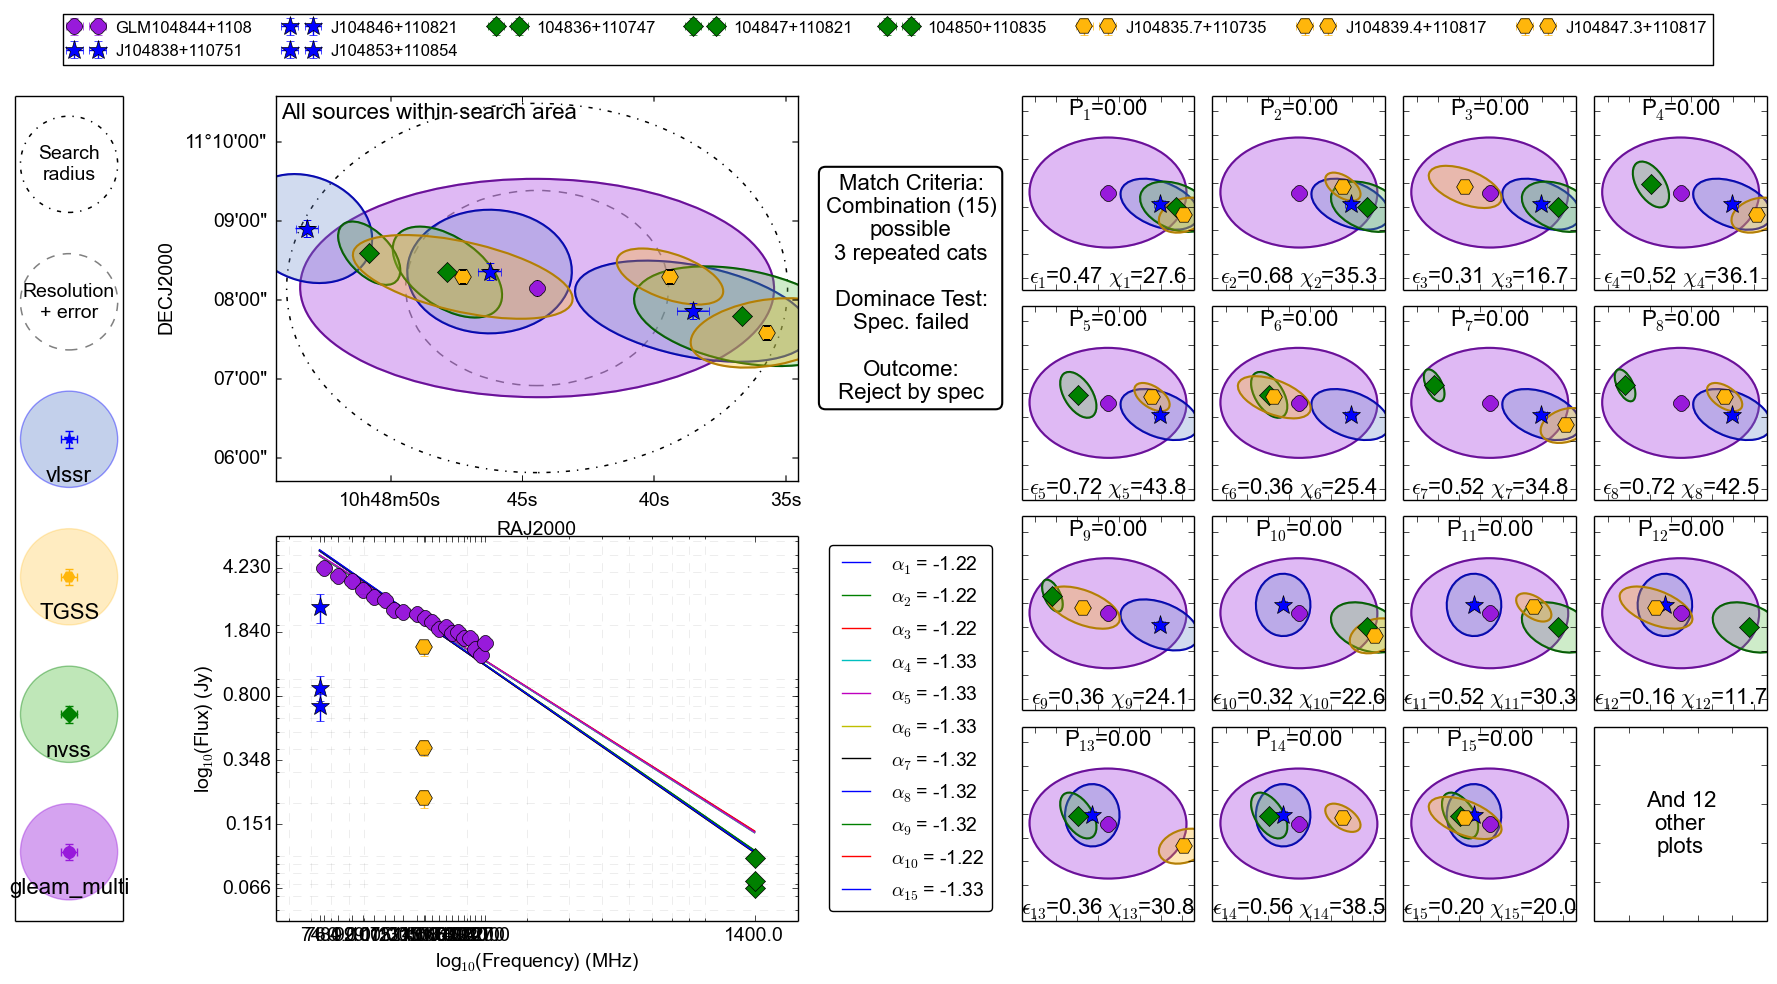 GLM104844+1108
J104846+110821
104836+110747
104847+110821
104850+110835
J104835.7+110735
J104839.4+110817
J104847.3+110817
J104838+110751
J104853+110854
Search
radius
Resolution
+ error
vlssr
TGSS
nvss
gleam_multi
All sources within search area
DECJ2000
11°10'00"
09'00"
08'00"
07'00"
06'00"
10h48m50s
45s
40s
35s
RAJ2000
Match Criteria:
Combination (15)
possible
3 repeated cats
Dominace Test:
Spec. failed
Outcome:
Reject by spec
log₁₀(Flux) (Jy)
4.230
1.840
0.800
0.348
0.151
0.066
1400.0
log₁₀(Frequency) (MHz)
α₁ = -1.22
α₂ = -1.22
α₃ = -1.22
α₄ = -1.33
α₅ = -1.33
α₆ = -1.33
α₇ = -1.32
α₈ = -1.32
α₉ = -1.32
α₁₀ = -1.22
α₁₅ = -1.33
P₁=0.00
ϵ₁=0.47 χ₁=27.6
P₂=0.00
ϵ₂=0.68 χ₂=35.3
P₃=0.00
ϵ₃=0.31 χ₃=16.7
P₄=0.00
ϵ₄=0.52 χ₄=36.1
P₅=0.00
ϵ₅=0.72 χ₅=43.8
P₆=0.00
ϵ₆=0.36 χ₆=25.4
P₇=0.00
ϵ₇=0.52 χ₇=34.8
P₈=0.00
ϵ₈=0.72 χ₈=42.5
P₉=0.00
ϵ₉=0.36 χ₉=24.1
P₁₀=0.00
ϵ₁₀=0.32 χ₁₀=22.6
P₁₁=0.00
ϵ₁₁=0.52 χ₁₁=30.3
P₁₂=0.00
ϵ₁₂=0.16 χ₁₂=11.7
P₁₃=0.00
ϵ₁₃=0.36 χ₁₃=30.8
P₁₄=0.00
ϵ₁₄=0.56 χ₁₄=38.5
P₁₅=0.00
ϵ₁₅=0.20 χ₁₅=20.0
And 12
other
plots